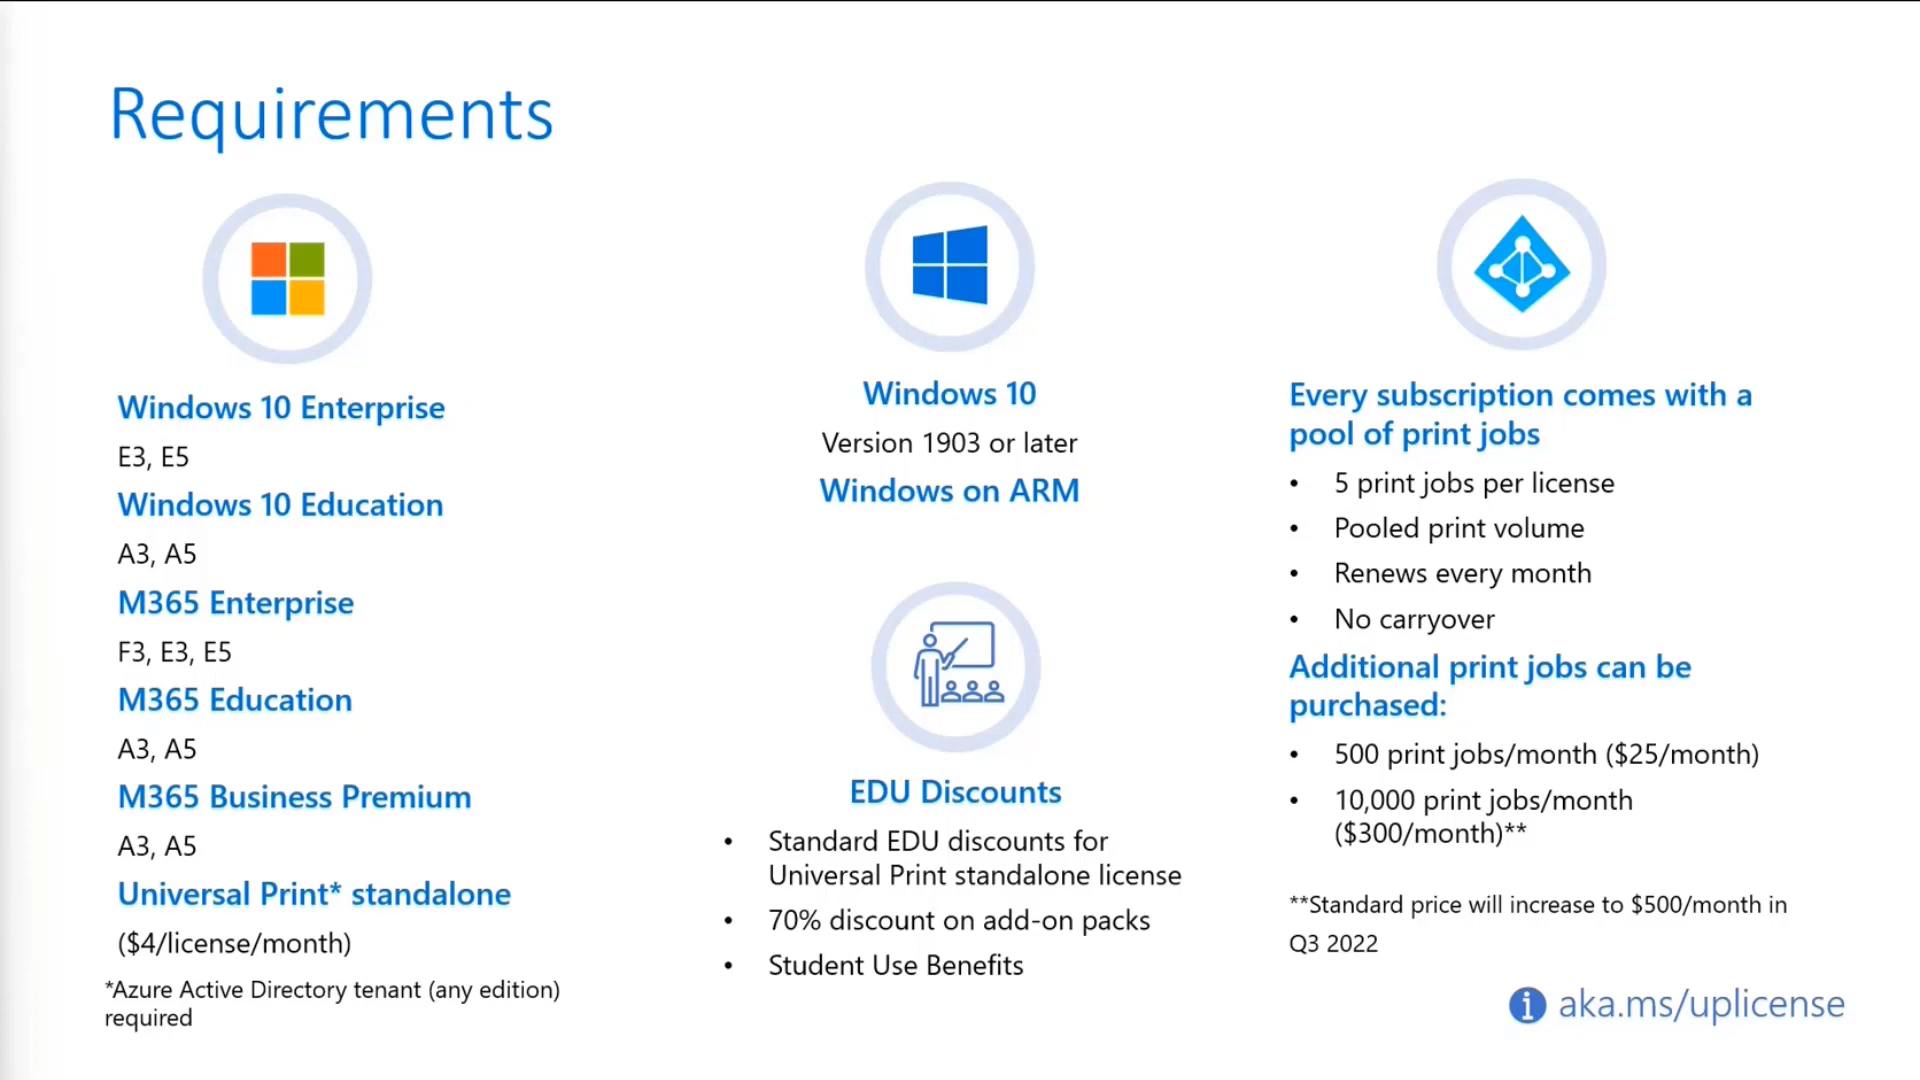 Requirements
Windows 10 Enterprise
E3, E5
Windows 10 Education
A3, A5
M365 Enterprise
F3, E3, E5
M365 Education
A3, A5
M365 Business Premium
A3, A5
Universal Print* standalone
($4/license/month)
*Azure Active Directory tenant (any edition)
required
Windows 10
Version 1903 or later
Windows on ARM
EDU Discounts
• Standard EDU discounts for
Universal Print standalone license
• 70% discount on add-on packs
• Student Use Benefits
Every subscription comes with a
pool of print jobs
• 5 print jobs per license
• Pooled print volume
• Renews every month
• No carryover
Additional print jobs can be
purchased:
• 500 print jobs/month ($25/month)
• 10,000 print jobs/month
($300/month)**
**Standard price will increase to $500/month in
Q3 2022
aka.ms/uplicense